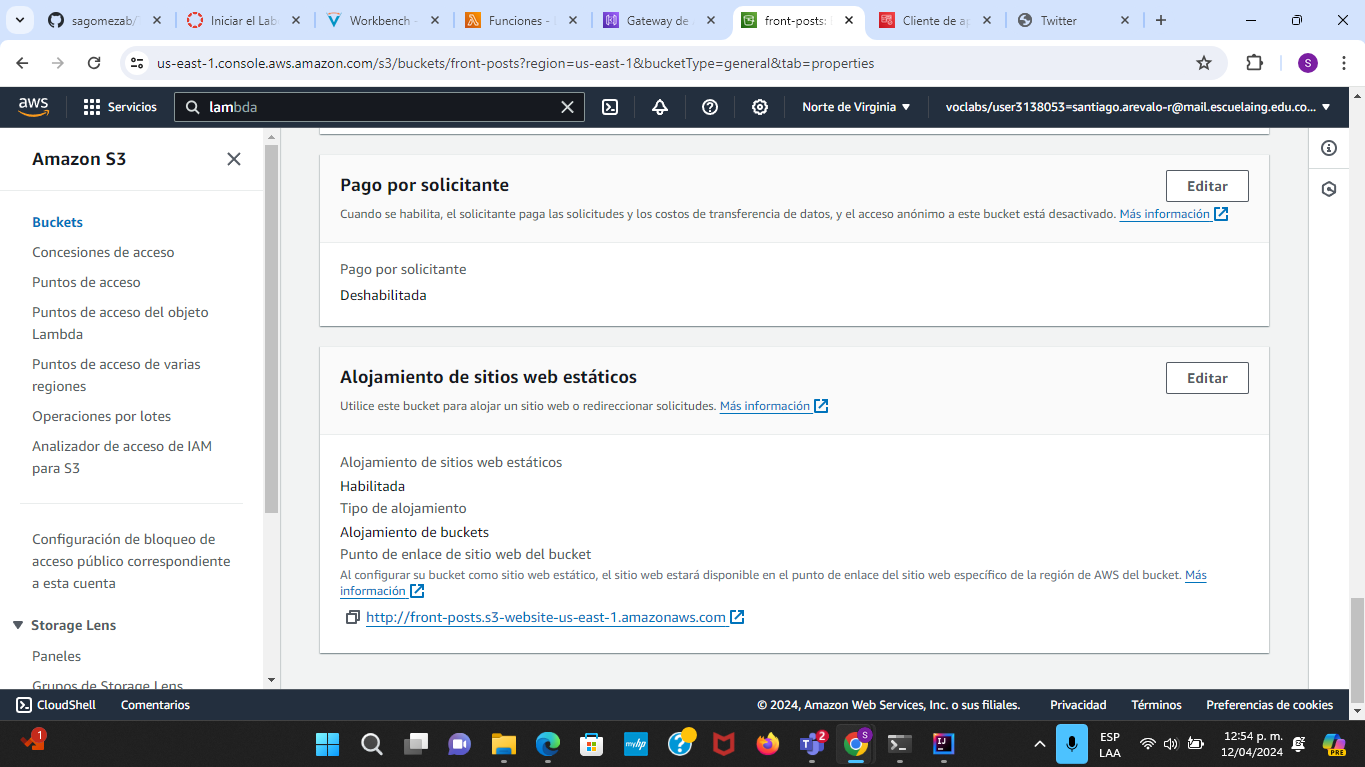 sagomezab/
Iniciar el Lab
Workbench -
Funciones - L
Gateway de
front-posts:
Cliente de ap
Twitter
us-east-1.console.aws.amazon.com/s3/buckets/front-posts?region=us-east-1&bucketType=general&tab=properties
S
aws
Servicios
lambda
Norte de Virginia
voclabs/user3138053=santiago.arevalo-r@mail.escuelaing.edu.co...
Amazon S3
Buckets
Concesiones de acceso
Puntos de acceso
Puntos de acceso del objeto
Lambda
Puntos de acceso de varias
regiones
Operaciones por lotes
Analizador de acceso de IAM
para S3
Configuración de bloqueo de
acceso público correspondiente
a esta cuenta
Storage Lens
Paneles
Grupos de Storage Lens
Pago por solicitante
Editar
Cuando se habilita, el solicitante paga las solicitudes y los costos de transferencia de datos, y el acceso anónimo a este bucket está desactivado. Más información
Pago por solicitante
Deshabilitada
Alojamiento de sitios web estáticos
Editar
Utilice este bucket para alojar un sitio web o redireccionar solicitudes. Más información
Alojamiento de sitios web estáticos
Habilitada
Tipo de alojamiento
Alojamiento de buckets
Punto de enlace de sitio web del bucket
Al configurar su bucket como sitio web estático, el sitio web estará disponible en el punto de enlace del sitio web específico de la región de AWS del bucket. Más
información
http://front-posts.s3-website-us-east-1.amazonaws.com
CloudShell
Comentarios
© 2024, Amazon Web Services, Inc. o sus filiales.
Privacidad
Términos
Preferencias de cookies
1
myhp
2
S
ESP
LAA
12:54 p. m.
12/04/2024
PRE